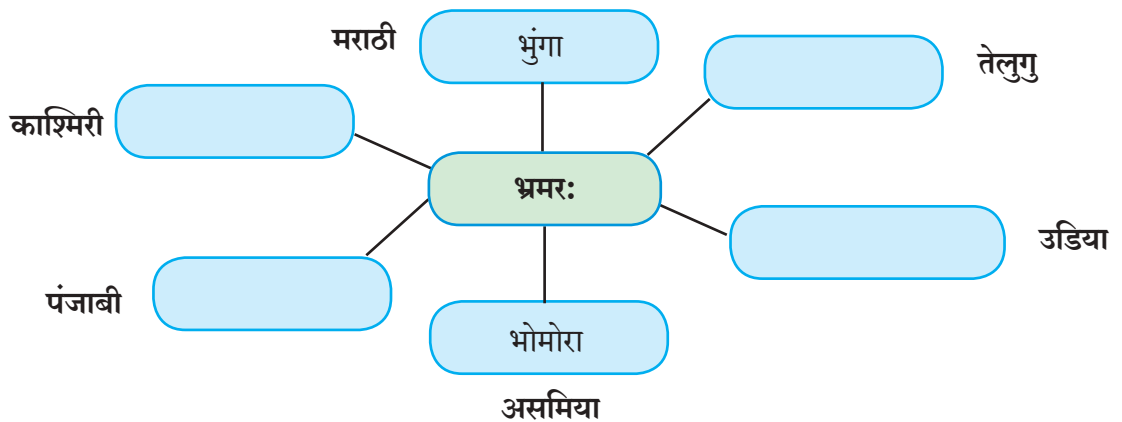 मराठी
भुंगा
तेलुगु
काश्मिरी
भ्रमरः
उडिया
पंजाबी
भोमोरा
असमिया